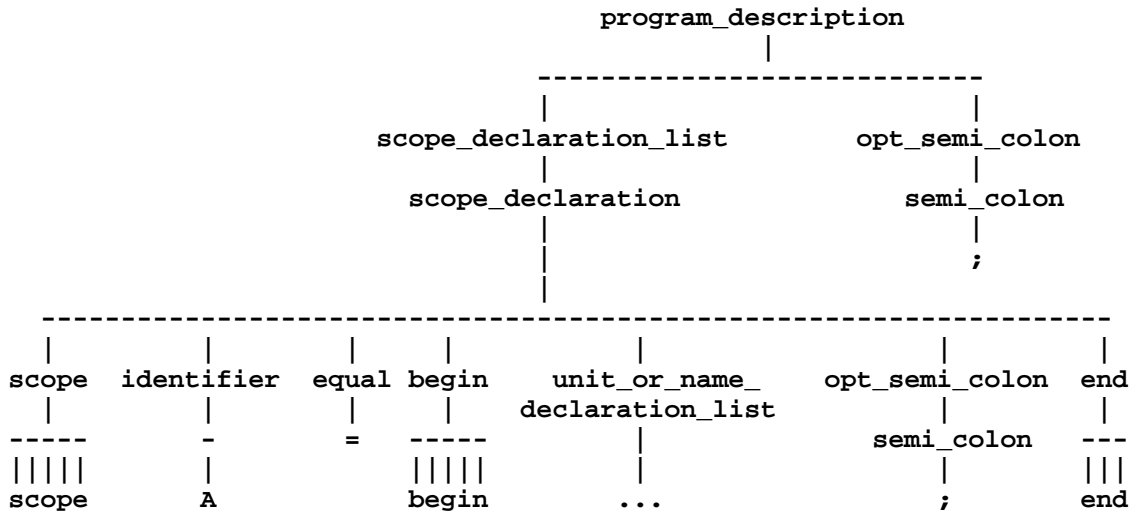 program_description
scope_declaration_list opt_semi_colon
scope_declaration semi_colon
;
scope identifier equal begin unit_or_name_ opt_semi_colon end
declaration_list
= semi_colon
scope A begin ... ; end